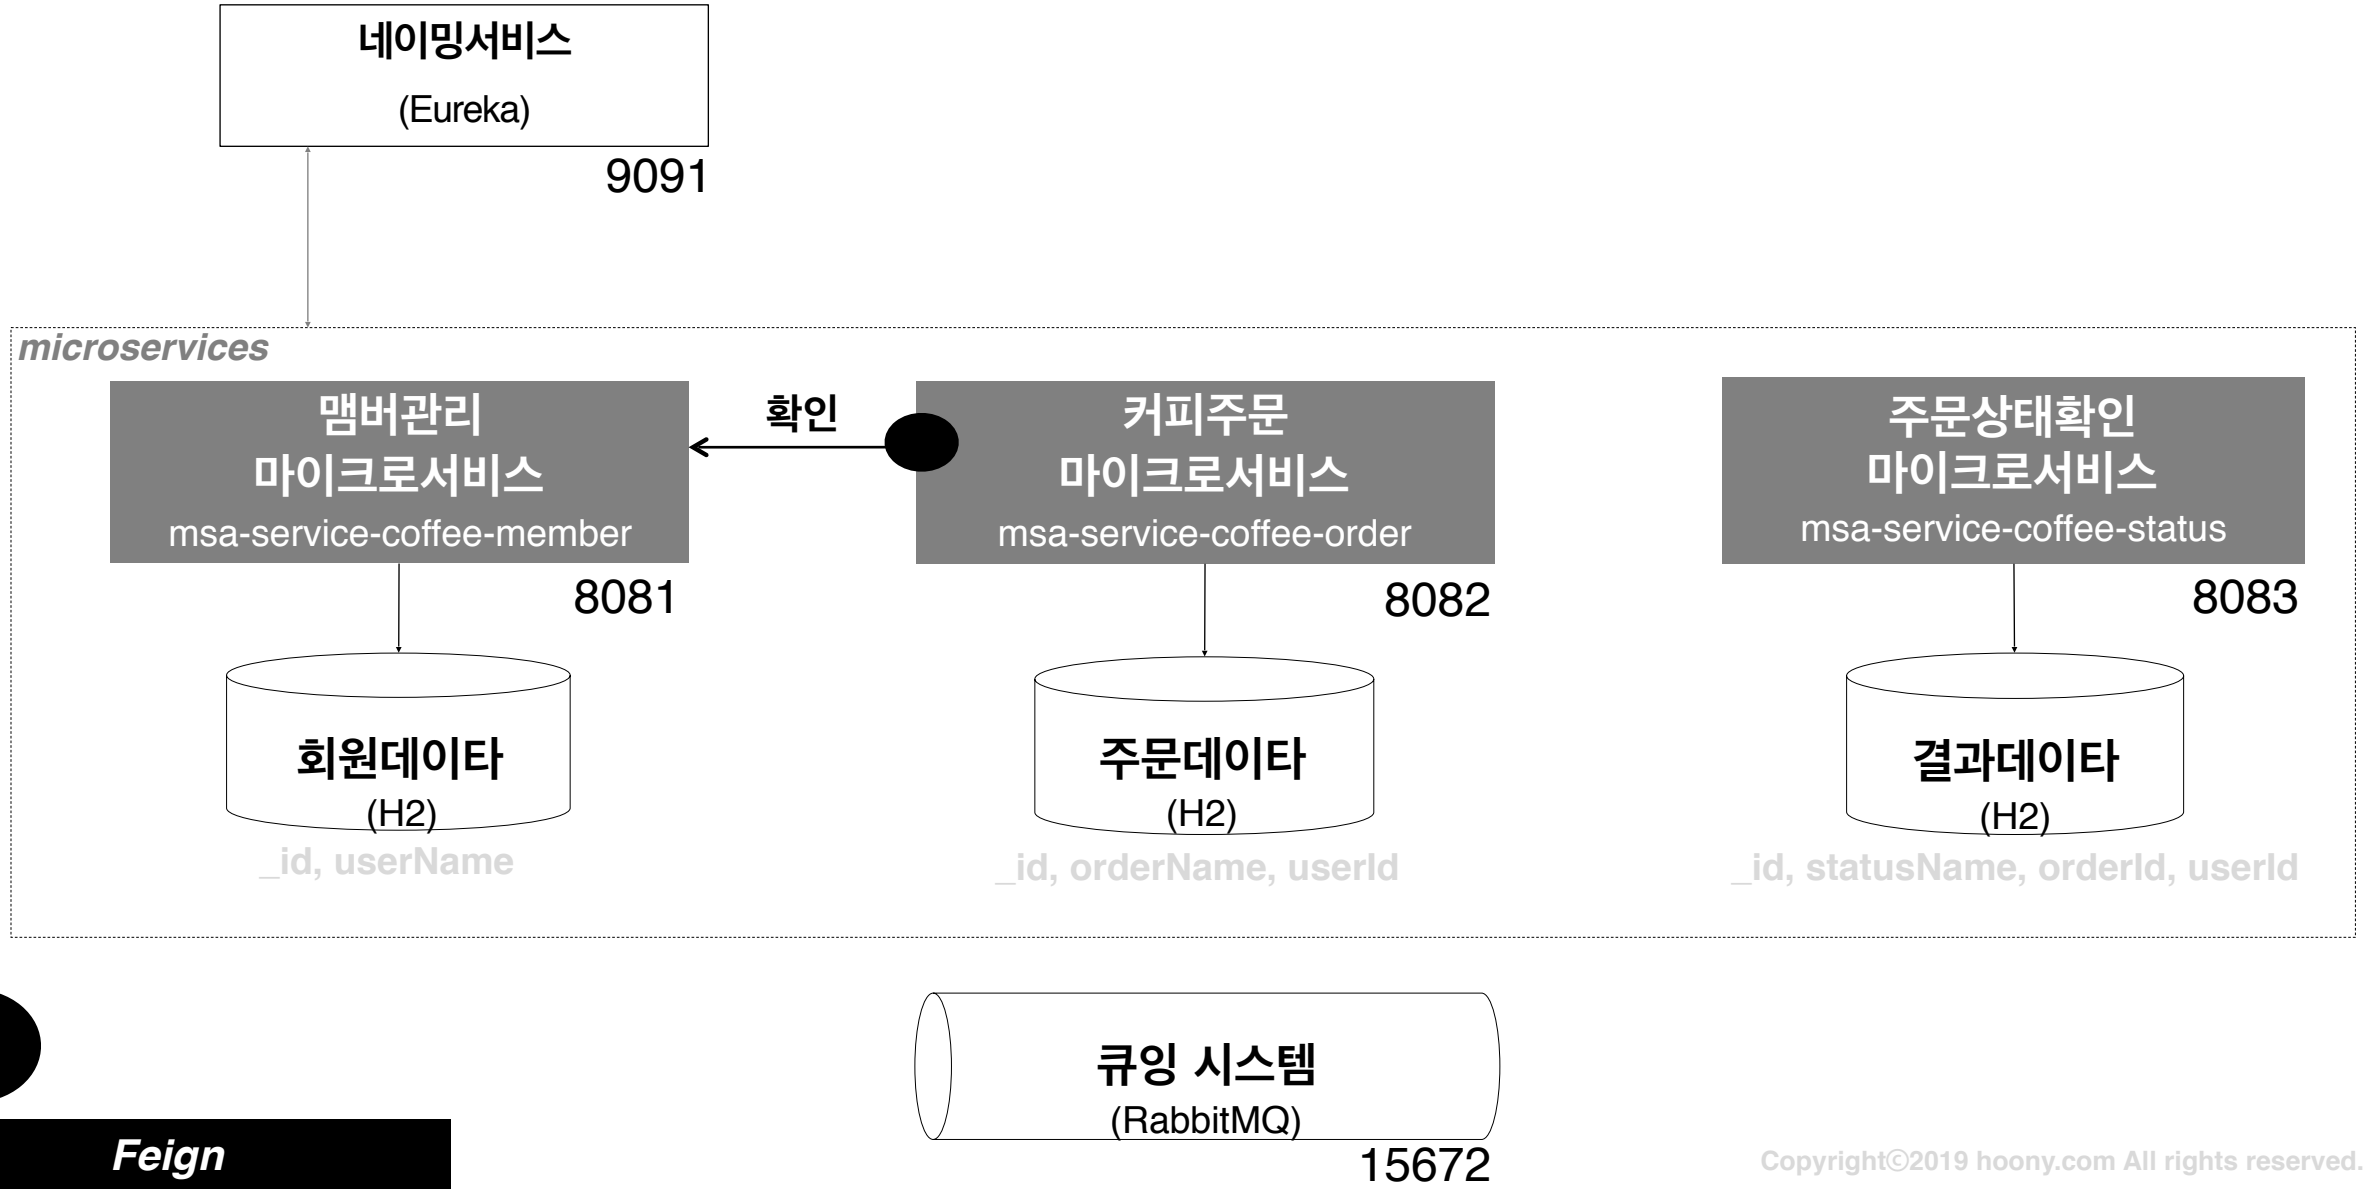 네이밍서비스
(Eureka)
9091
microservices
맴버관리
마이크로서비스
msa-service-coffee-member
8081
확인
커피주문
마이크로서비스
msa-service-coffee-order
8082
주문상태확인
마이크로서비스
msa-service-coffee-status
8083
회원데이타
(H2)
_id, userName
주문데이타
(H2)
_id, orderName, userId
결과데이타
(H2)
_id, statusName, orderId, userId
큐잉 시스템
(RabbitMQ)
15672
Feign
Copyright©2019 hoony.com All rights reserved.